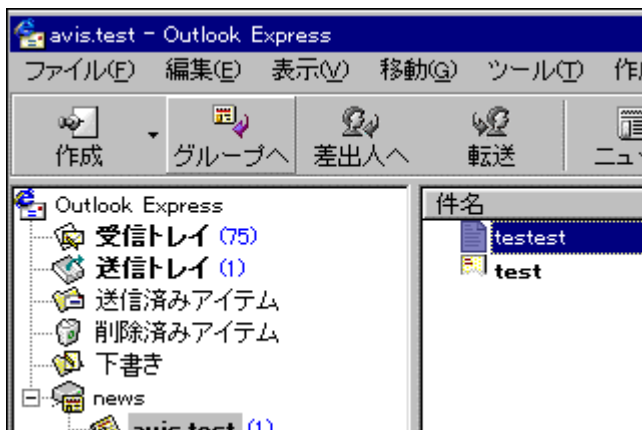 avis.test - Outlook Express
ファイル(F) 編集(E) 表示(V) 移動(G) ツール(T)
作成 グループへ 差出人へ 転送
Outlook Express
受信トレイ (75)
送信トレイ (1)
送信済みアイテム
削除済みアイテム
下書き
news
avis.test (1)
件名
testest
test